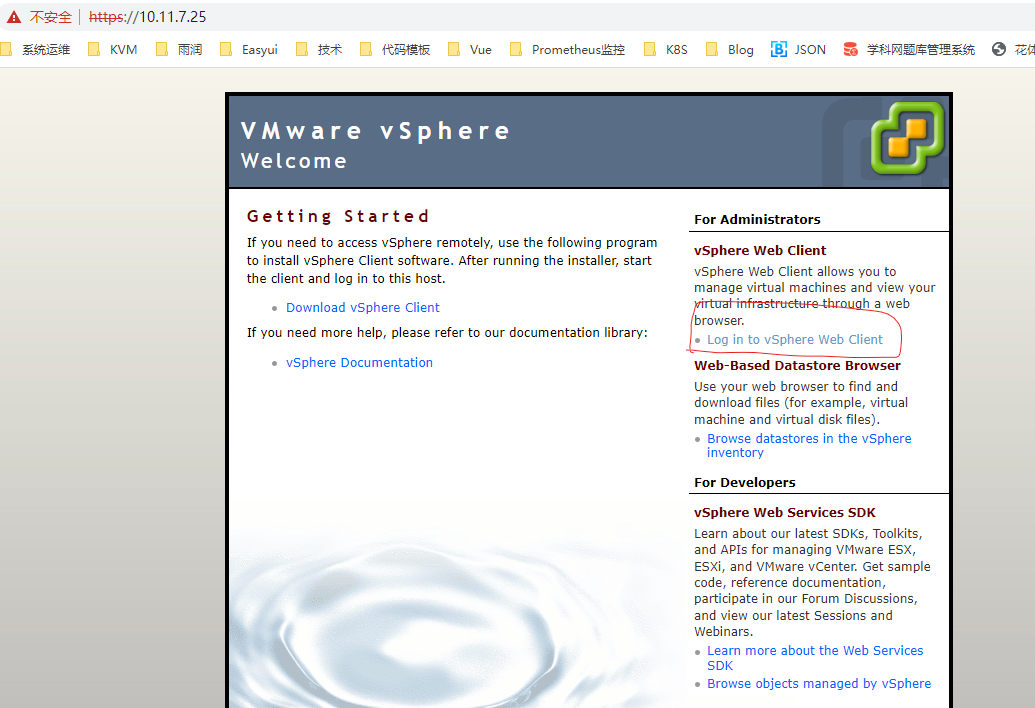 不安全 https://10.11.7.25
系统运维 KVM 雨润 Easyui 技术 代码模板 Vue Prometheus监控 K8S Blog JSON 学科网题库管理系统 花体
VMware vSphere
Welcome
Getting Started
If you need to access vSphere remotely, use the following program
to install vSphere Client software. After running the installer, start
the client and log in to this host.
Download vSphere Client
If you need more help, please refer to our documentation library:
vSphere Documentation
For Administrators
vSphere Web Client
vSphere Web Client allows you to
manage virtual machines and view your
virtual infrastructure through a web
browser.
Log in to vSphere Web Client
Web-Based Datastore Browser
Use your web browser to find and
download files (for example, virtual
machine and virtual disk files).
Browse datastores in the vSphere
inventory
For Developers
vSphere Web Services SDK
Learn about our latest SDKs, Toolkits,
and APIs for managing VMware ESX,
ESXi, and VMware vCenter. Get sample
code, reference documentation,
participate in our Forum Discussions,
and view our latest Sessions and
Webinars.
Learn more about the Web Services
SDK
Browse objects managed by vSphere